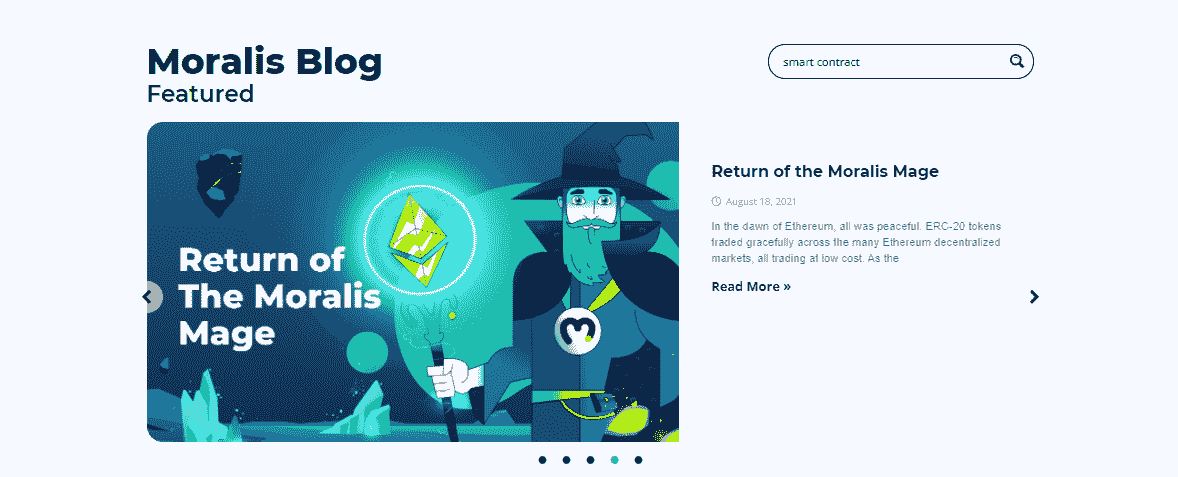 Moralis Blog
Featured
smart contract
Return of
The Moralis
Mage
Return of the Moralis Mage
August 18, 2021
In the dawn of Ethereum, all was peaceful. ERC-20 tokens
traded gracefully across the many Ethereum decentralized
markets, all trading at low cost. As the
Read More »